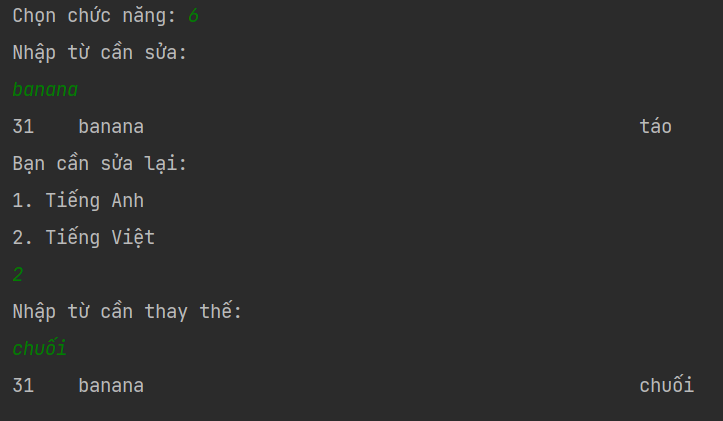 Chọn chức năng: 6
Nhập từ cần sửa:
banana
31    banana                                             táo
Bạn cần sửa lại:
1. Tiếng Anh
2. Tiếng Việt
2
Nhập từ cần thay thế:
chuối
31    banana                                             chuối